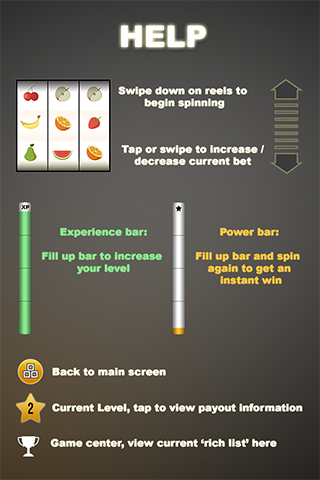 HELP
Swipe down on reels to
begin spinning
Tap or swipe to increase /
decrease current bet
XP
Experience bar:
Fill up bar to increase
your level
Power bar:
Fill up bar and spin
again to get an
instant win
Back to main screen
2
Current Level, tap to view payout information
Game center, view current ‘rich list’ here